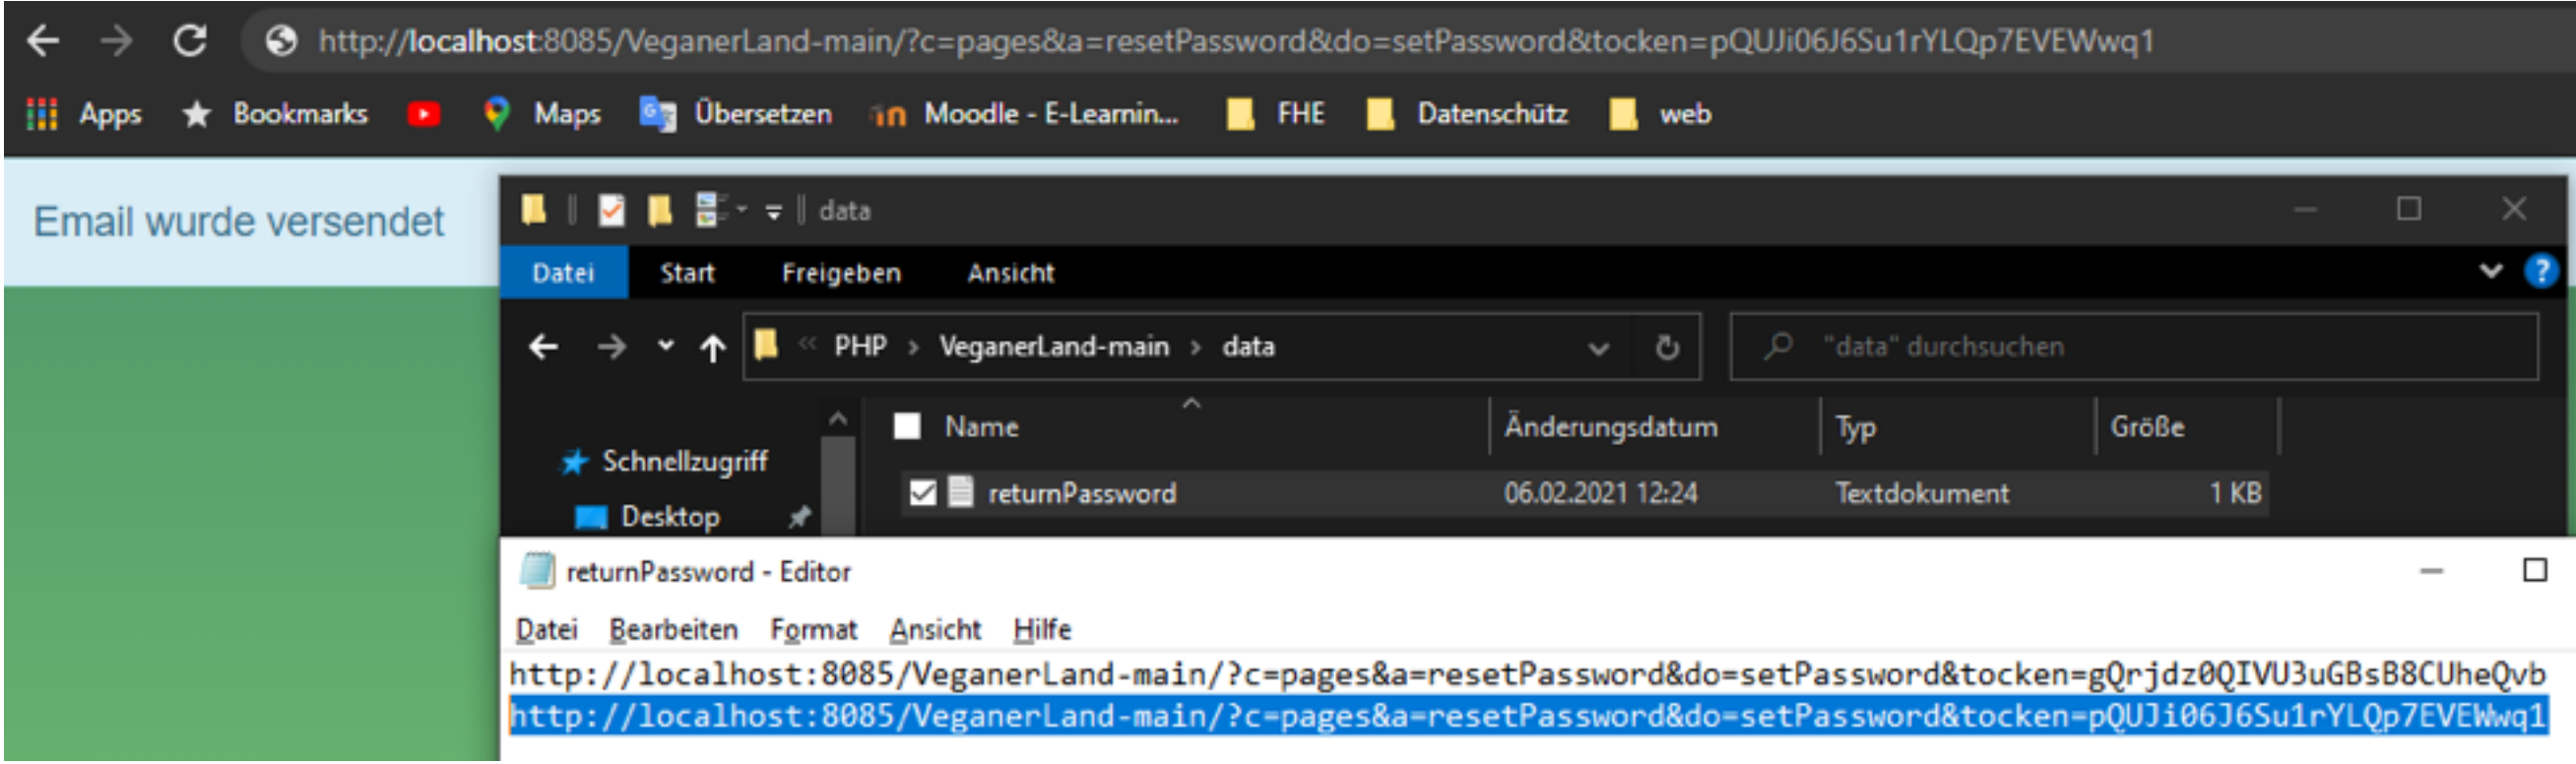 http://localhost:8085/VeganerLand-main/?c=pages&a=resetPassword&do=setPassword&tocken=pQUJi06J6Su1rYLQp7EVEWwq1
Apps Bookmarks Maps Übersetzen Moodle - E-Learnin... FHE Datenschütz web
Email wurde versendet
data
Datei Start Freigeben Ansicht
PHP > VeganerLand-main > data
"data" durchsuchen
Name Änderungsdatum Typ Größe
Schnellzugriff
returnPassword 06.02.2021 12:24 Textdokument 1 KB
Desktop
returnPassword - Editor
Datei Bearbeiten Format Ansicht Hilfe
http://localhost:8085/VeganerLand-main/?c=pages&a=resetPassword&do=setPassword&tocken=gQrjdz0QIVU3uGBsB8CUheQvb
http://localhost:8085/VeganerLand-main/?c=pages&a=resetPassword&do=setPassword&tocken=pQUJi06J6Su1rYLQp7EVEWwq1